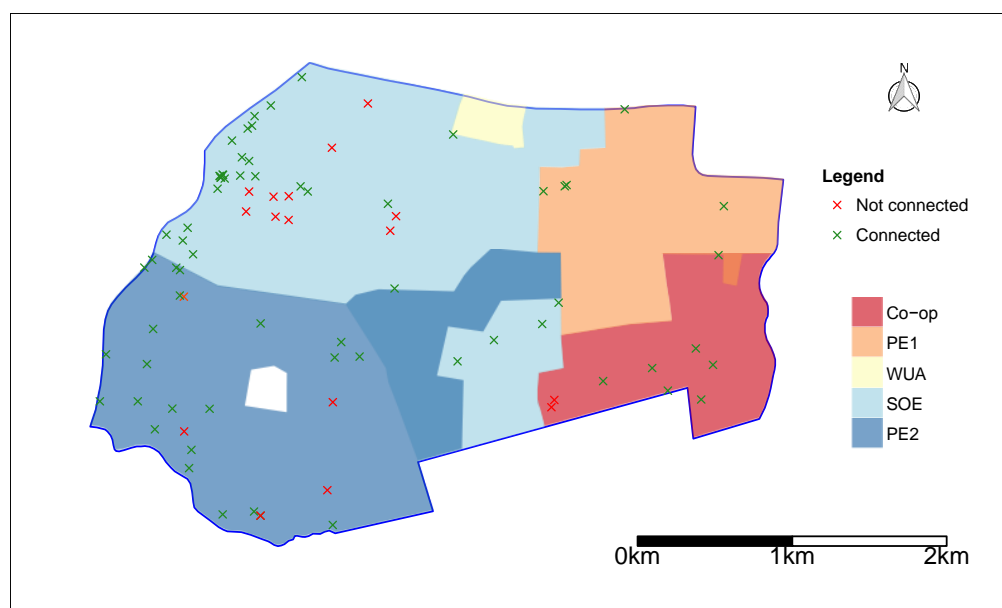 N
Legend
Not connected
Connected
Co−op
PE1
WUA
SOE
PE2
0km 1km 2km